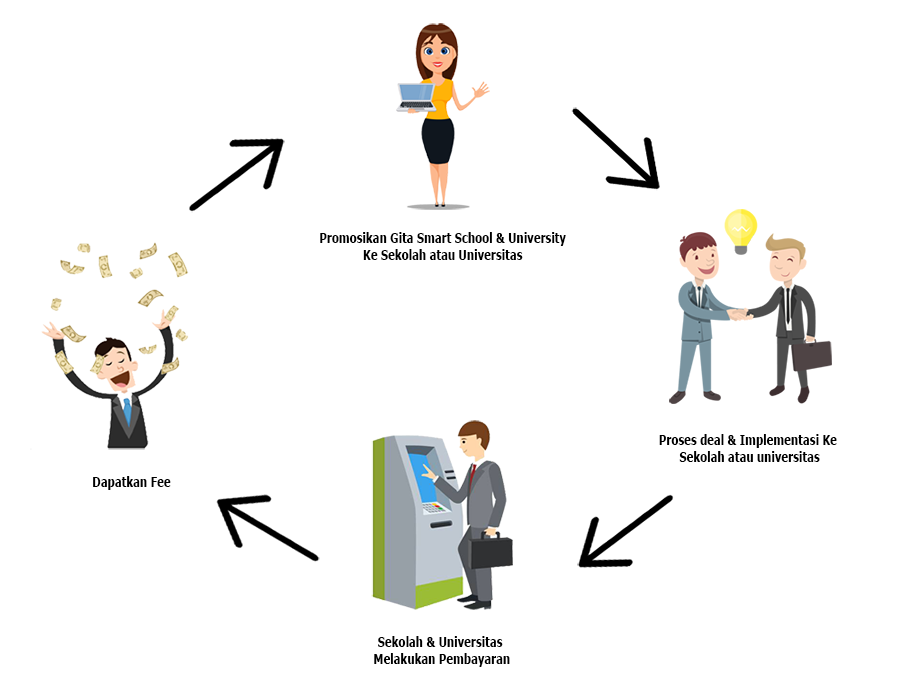 Promosikan Gita Smart School & University
Ke Sekolah atau Universitas
Proses deal & Implementasi Ke
Sekolah atau universitas
Sekolah & Universitas
Melakukan Pembayaran
Dapatkan Fee